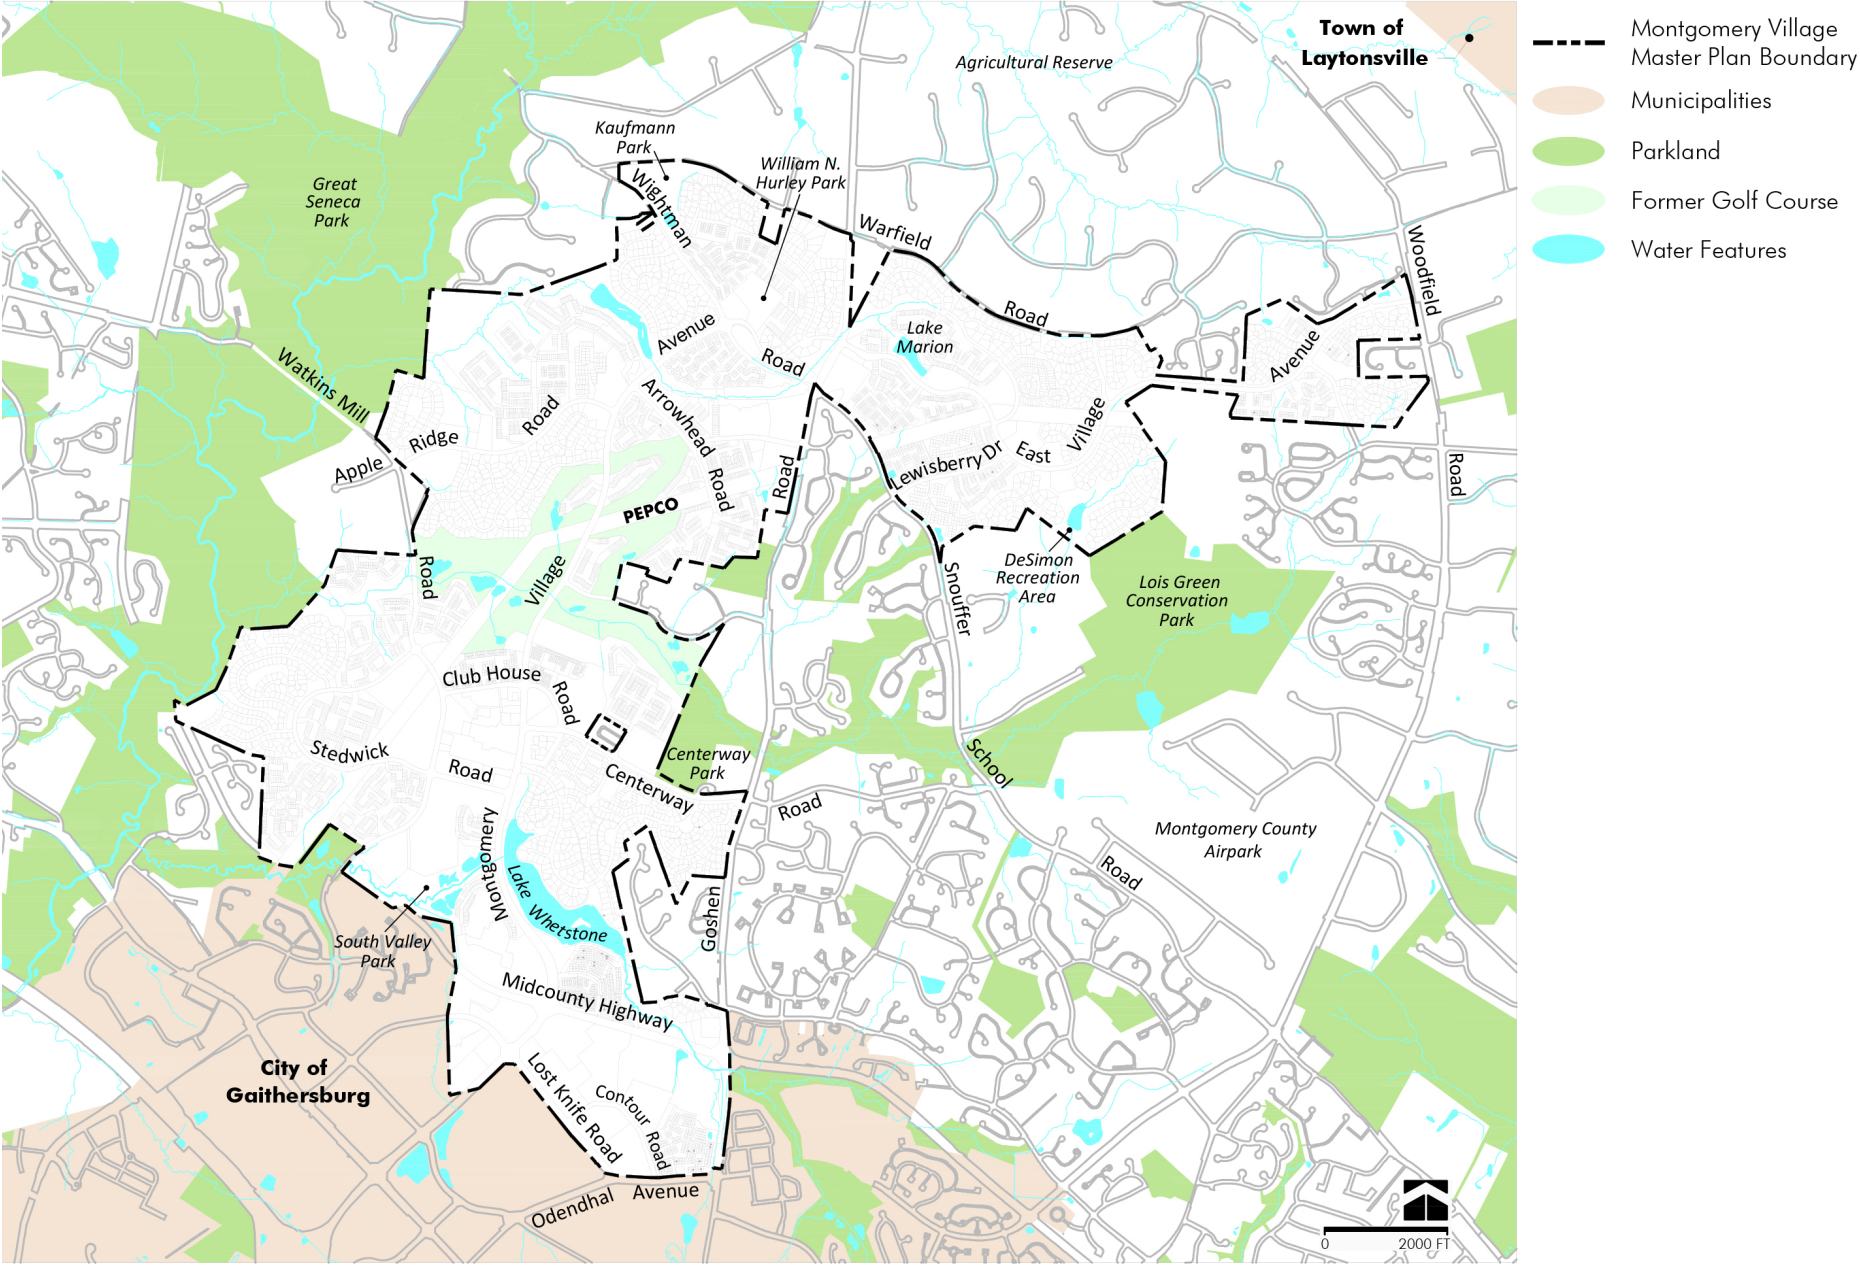 Town of
Laytonsville
Agricultural Reserve
Montgomery Village
Master Plan Boundary
Municipalities
Parkland
Former Golf Course
Water Features
Kaufmann
Park
William N.
Hurley Park
Great
Seneca
Park
Wightman
Warfield
Woodfield
Road
Lake
Marion
Avenue
Avenue
Road
Watkins Mill
Arrowhead
Road
Ridge
Apple
Village
East
Lewisberry Dr
Road
Road
Road
PEPCO
Road
Village
Snouffer
DeSimon
Recreation
Area
Lois Green
Conservation
Park
Club House
Road
Stedwick
Road
Centerway
Park
Centerway
School
Road
Montgomery County
Airpark
Road
Montgomery
Lake Whetstone
Goshen
South Valley
Park
Midcounty Highway
City of
Gaithersburg
Lost Knife Road
Contour Road
Odendhal Avenue
0 2000 FT